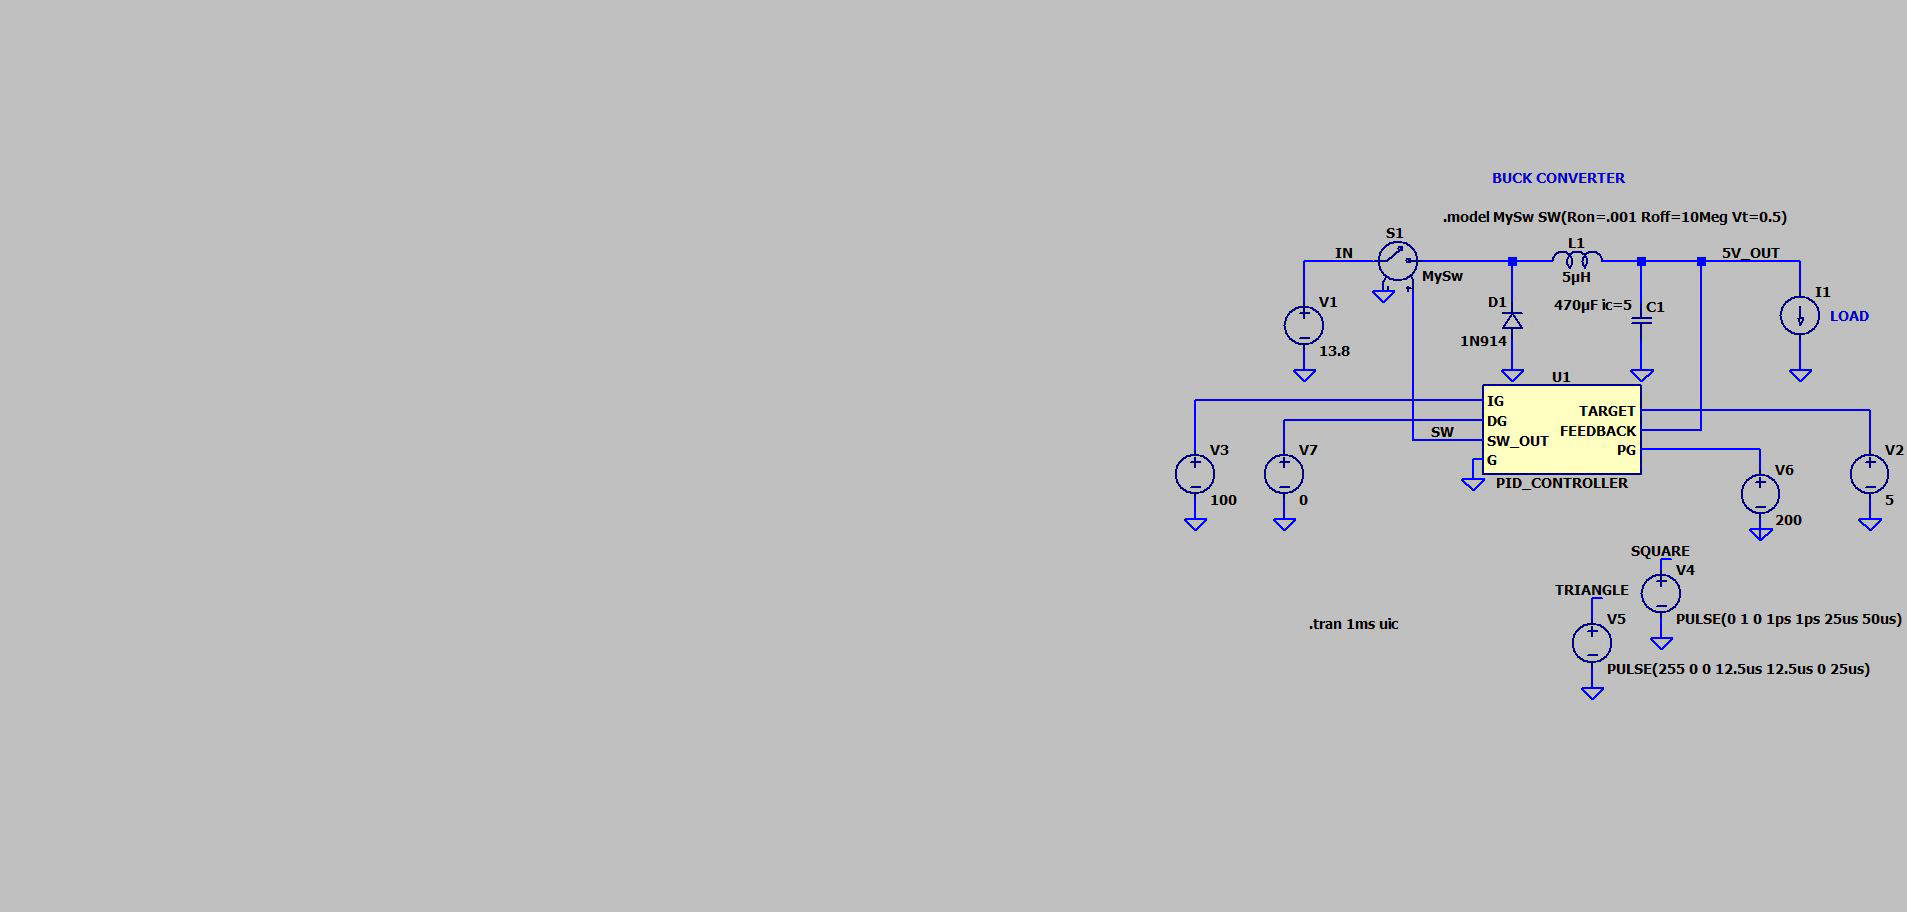 BUCK CONVERTER
.model MySw SW(Ron=.001 Roff=10Meg Vt=0.5)
S1
L1
IN
5V_OUT
MySw
5µH
I1
V1
D1
470µF ic=5
C1
LOAD
1N914
13.8
U1
IG
TARGET
DG
FEEDBACK
SW
SW_OUT
V3
V7
PG
V2
G
V6
PID_CONTROLLER
100
0
5
200
SQUARE
V4
TRIANGLE
V5
PULSE(0 1 0 1ps 1ps 25us 50us)
.tran 1ms uic
PULSE(255 0 0 12.5us 12.5us 0 25us)